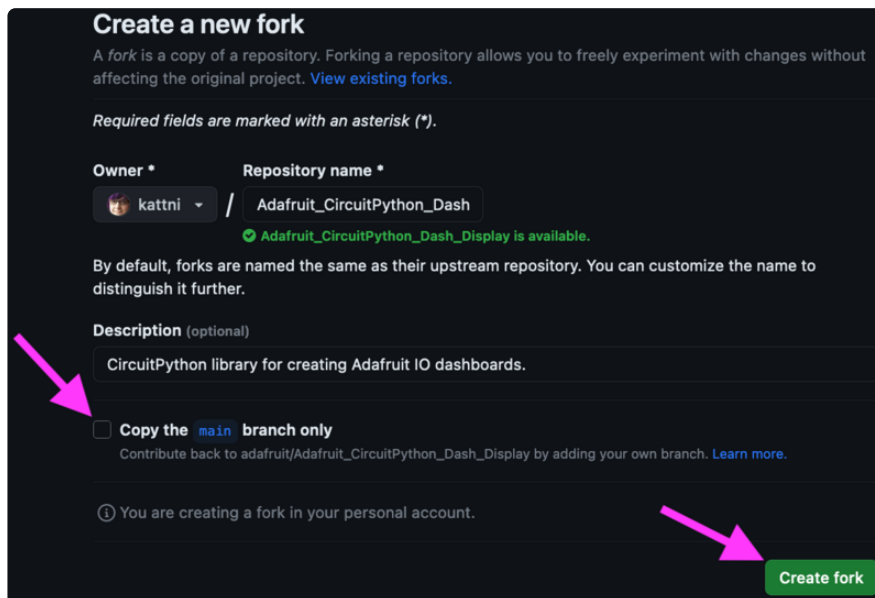 Create a new fork
A fork is a copy of a repository. Forking a repository allows you to freely experiment with changes without
affecting the original project. View existing forks.
Required fields are marked with an asterisk (*).
Owner * Repository name *
kattni / Adafruit_CircuitPython_Dash
Adafruit_CircuitPython_Dash_Display is available.
By default, forks are named the same as their upstream repository. You can customize the name to
distinguish it further.
Description (optional)
CircuitPython library for creating Adafruit IO dashboards.
Copy the main branch only
Contribute back to adafruit/Adafruit_CircuitPython_Dash_Display by adding your own branch. Learn more.
You are creating a fork in your personal account.
Create fork